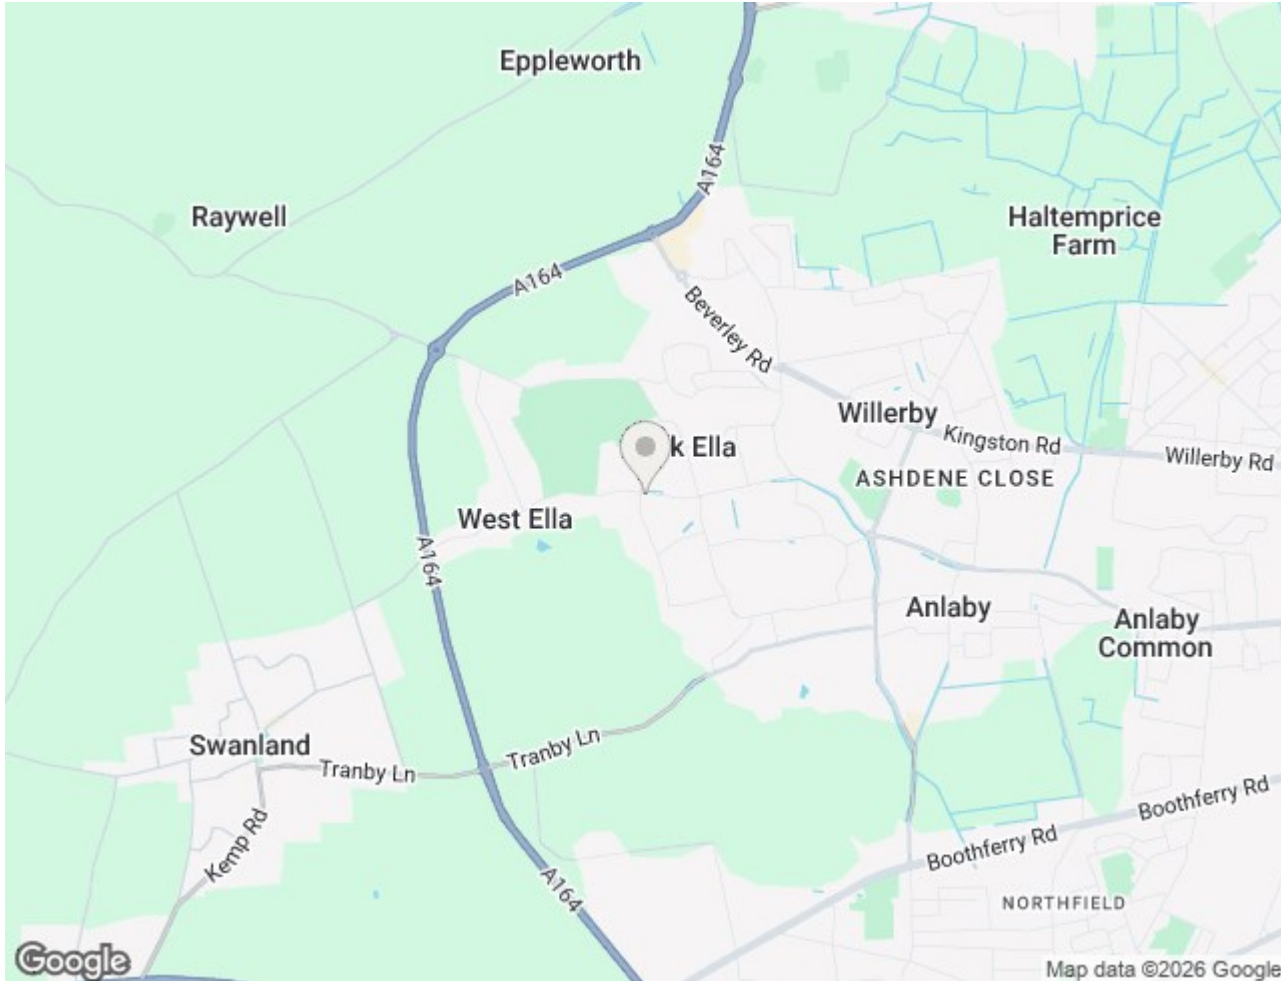 Eppleworth
A164
Raywell
Haltemprice
Farm
A164
Beverley Rd
Willerby
Kingston Rd
Willerby Rd
k Ella
ASHDENE CLOSE
West Ella
A164
Anlaby
Anlaby
Common
Swanland
Tranby Ln
Tranby Ln
Kemp Rd
Boothferry Rd
Boothferry Rd
A164
NORTHFIELD
Google
Map data ©2026 Google